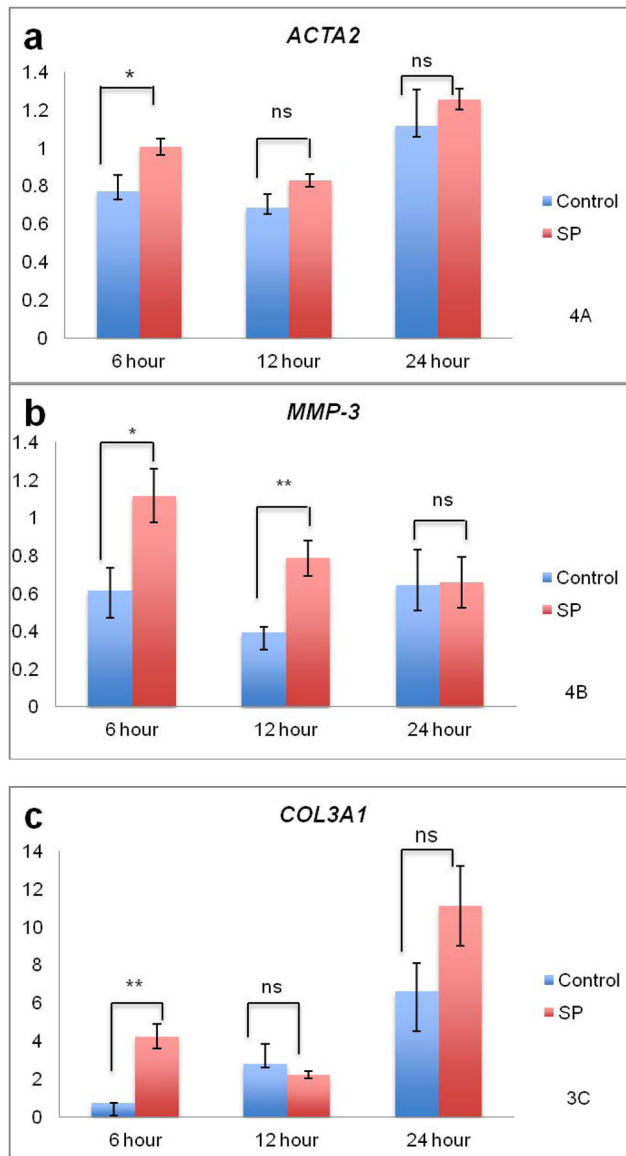 a
ACTA2
1.4
1.2
1
0.8
0.6
0.4
0.2
0
*
ns
ns
6 hour 12 hour 24 hour
Control
SP
4A
b
MMP-3
1.4
1.2
1
0.8
0.6
0.4
0.2
0
*
**
ns
6 hour 12 hour 24 hour
Control
SP
4B
c
COL3A1
14
12
10
8
6
4
2
0
**
ns
ns
6 hour 12 hour 24 hour
Control
SP
3C